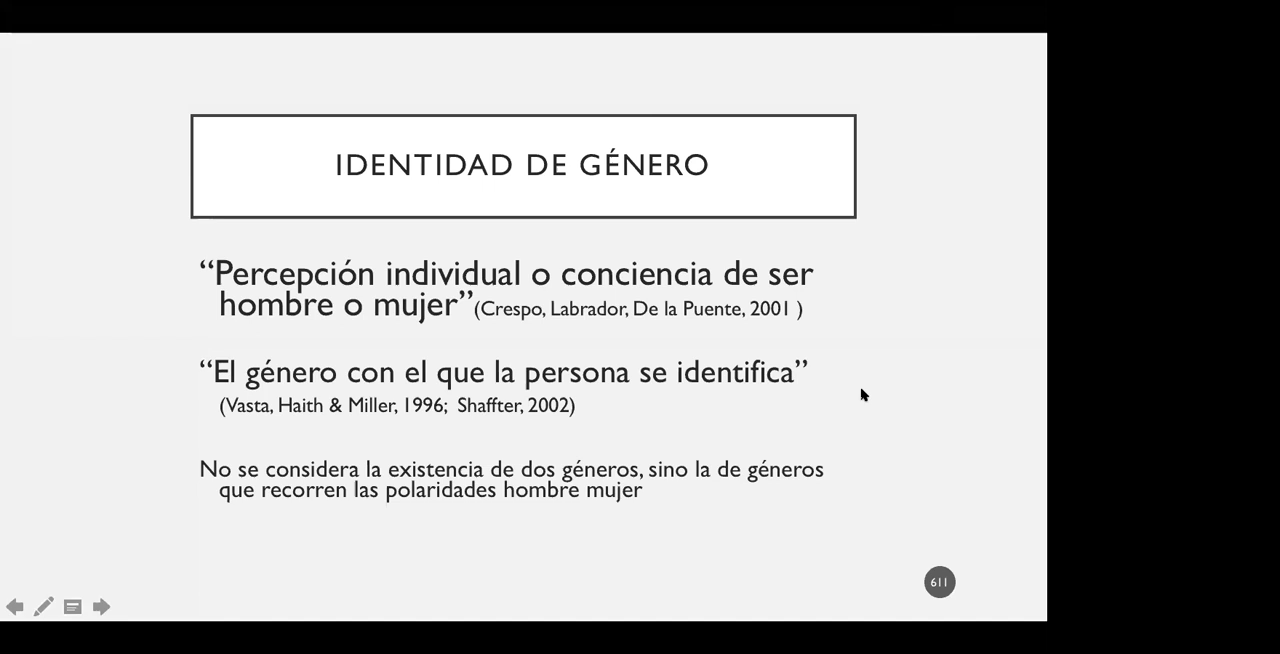 IDENTIDAD DE GÉNERO
“Percepción individual o conciencia de ser
hombre o mujer”(Crespo, Labrador, De la Puente, 2001 )
“El género con el que la persona se identifica”
(Vasta, Haith & Miller, 1996; Shaffter, 2002)
No se considera la existencia de dos géneros, sino la de géneros
que recorren las polaridades hombre mujer
611